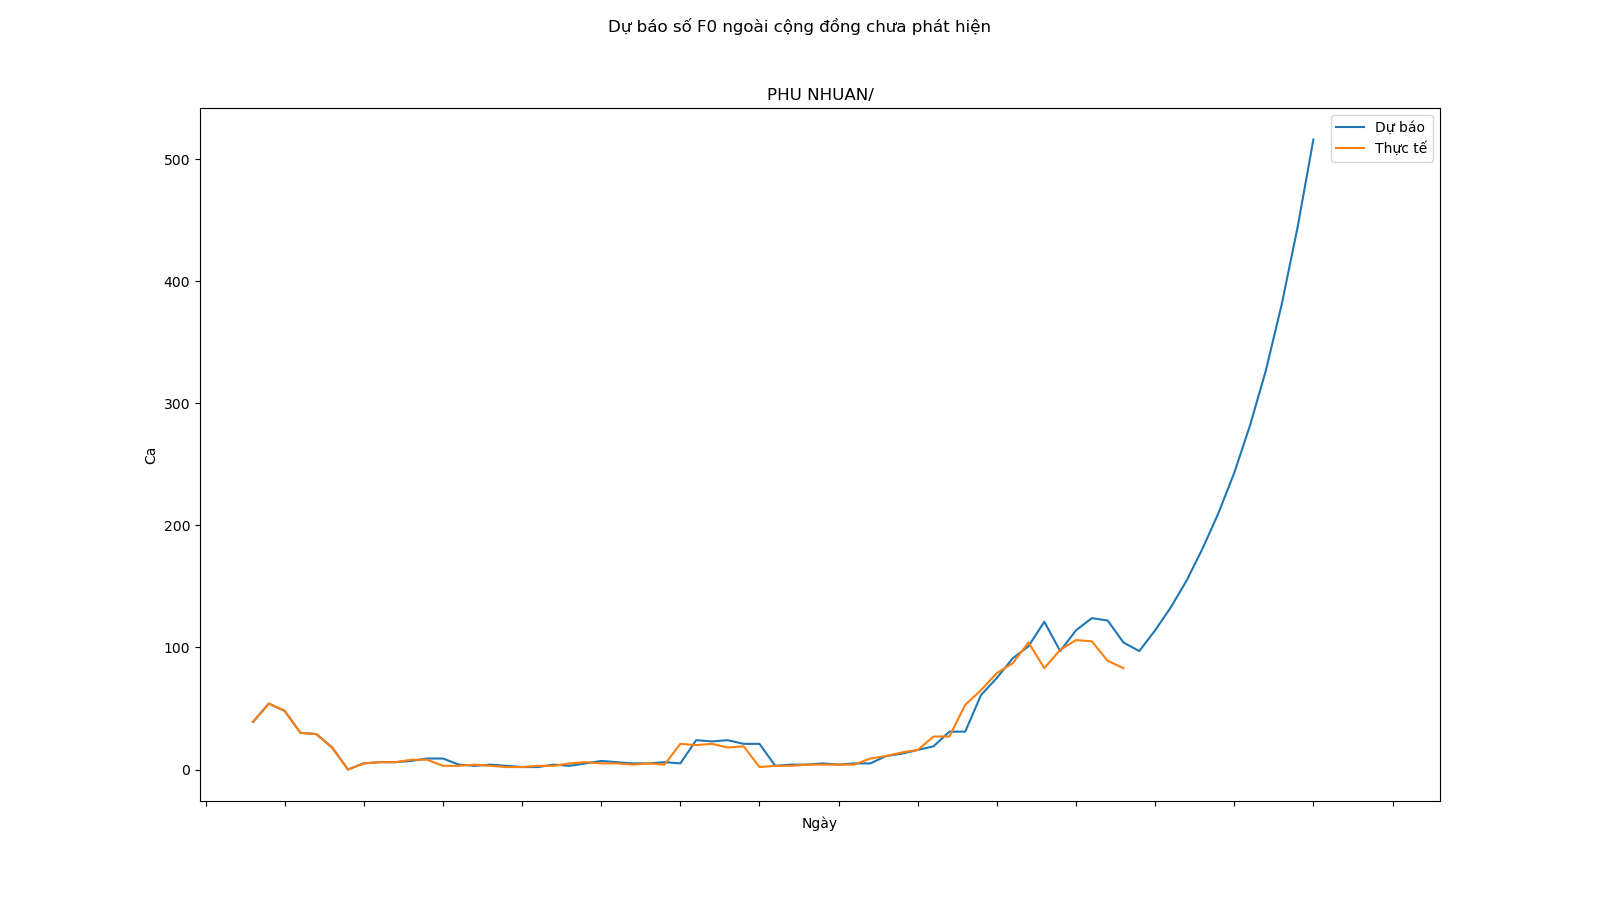 Dự báo số F0 ngoài cộng đồng chưa phát hiện
PHU NHUAN/
Dự báo
Thực tế
500
400
300
200
100
0
Ca
Ngày